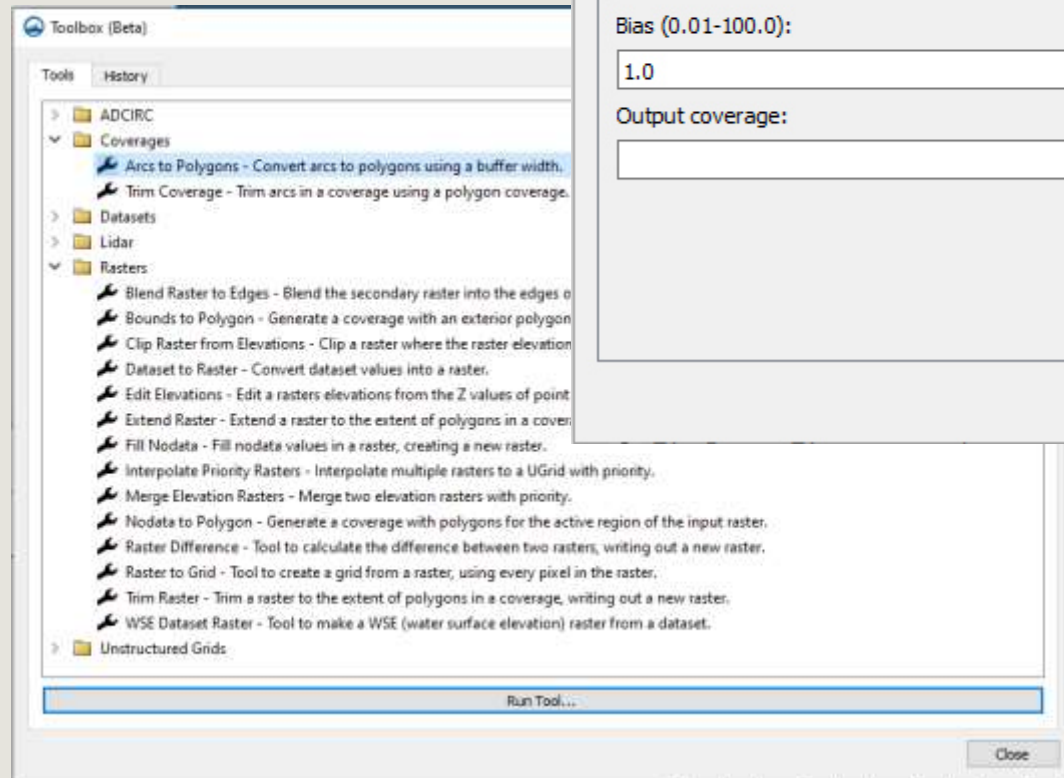 Toolbox (Beta)
Tools History
ADCIRC
Coverages
Arcs to Polygons - Convert arcs to polygons using a buffer width.
Trim Coverage - Trim arcs in a coverage using a polygon coverage.
Datasets
Lidar
Rasters
Blend Raster to Edges - Blend the secondary raster into the edges o
Bounds to Polygon - Generate a coverage with an exterior polygon
Clip Raster from Elevations - Clip a raster where the raster elevation
Dataset to Raster - Convert dataset values into a raster.
Edit Elevations - Edit a rasters elevations from the Z values of point
Extend Raster - Extend a raster to the extent of polygons in a cover
Fill Nodata - Fill nodata values in a raster, creating a new raster.
Interpolate Priority Rasters - Interpolate multiple rasters to a UGrid with priority.
Merge Elevation Rasters - Merge two elevation rasters with priority.
Nodata to Polygon - Generate a coverage with polygons for the active region of the input raster.
Raster Difference - Tool to calculate the difference between two rasters, writing out a new raster.
Raster to Grid - Tool to create a grid from a raster, using every pixel in the raster.
Trim Raster - Trim a raster to the extent of polygons in a coverage, writing out a new raster.
WSE Dataset Raster - Tool to make a WSE (water surface elevation) raster from a dataset.
Unstructured Grids
Run Tool...
Close
Bias (0.01-100.0):
1.0
Output coverage: